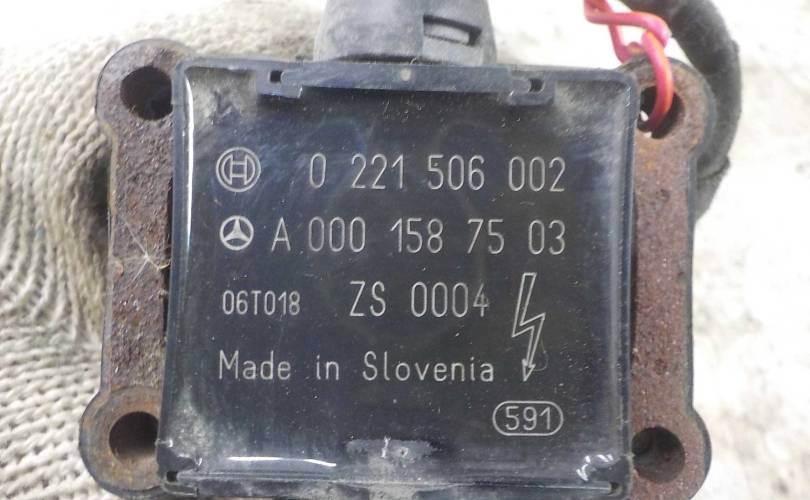 0 221 506 002
A 000 158 75 03
06T018 ZS 0004
Made in Slovenia
591